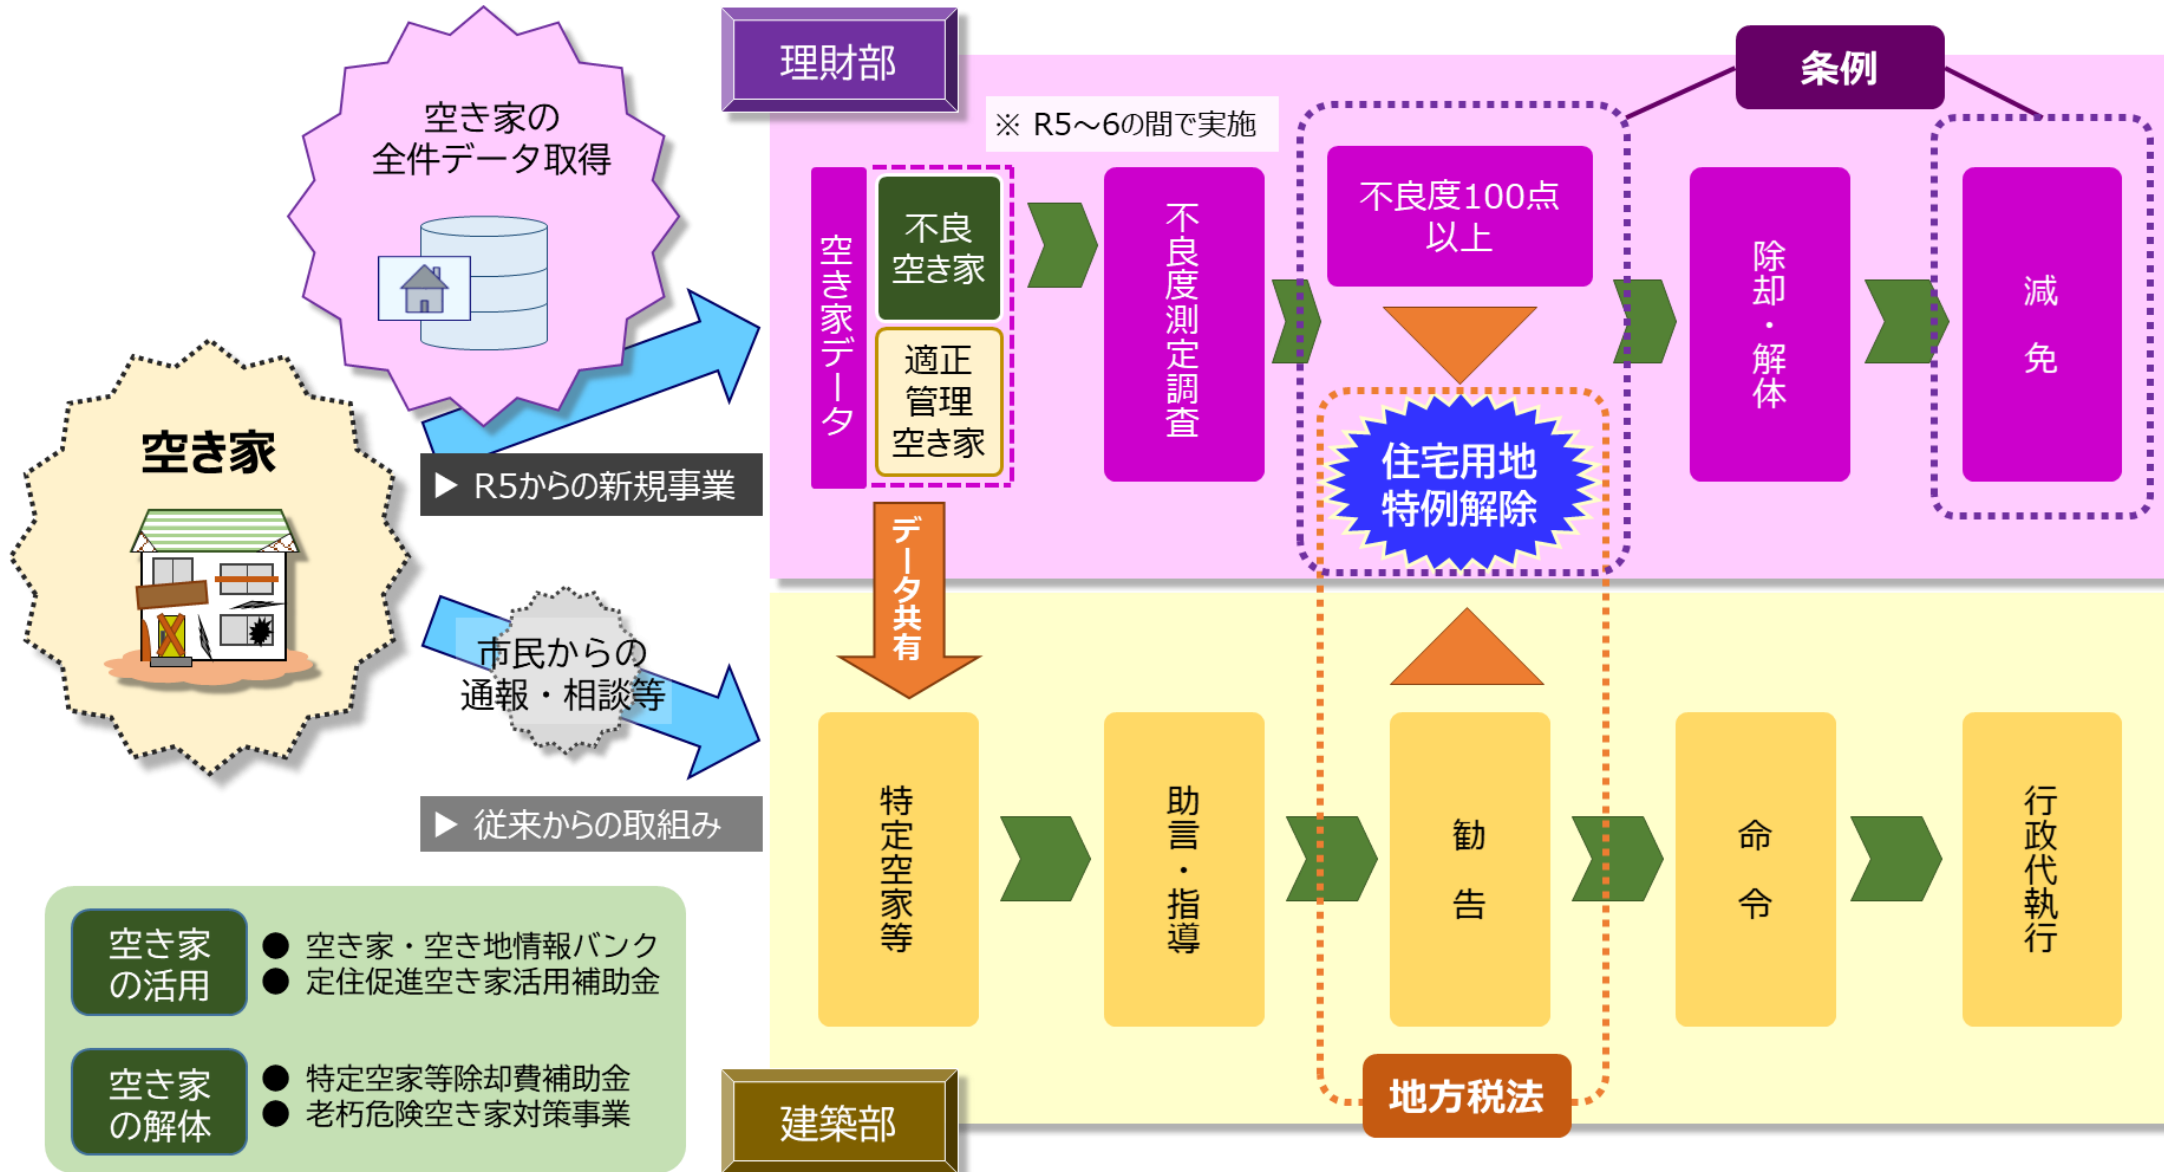 空き家の
全件データ取得
空き家
▶ R5からの新規事業
市民からの
通報・相談等
▶ 従来からの取組み
理財部
条例
※ R5～6の間で実施
空き家データ
不良
空き家
適正
管理
空き家
不良度測定調査
不良度100点
以上
住宅用地
特例解除
除却・解体
減 免
データ共有
特定空家等
助言・指導
勧 告
命 令
行政代執行
地方税法
建築部
空き家
の活用
● 空き家・空き地情報バンク
● 定住促進空き家活用補助金
空き家
の解体
● 特定空家等除却費補助金
● 老朽危険空き家対策事業